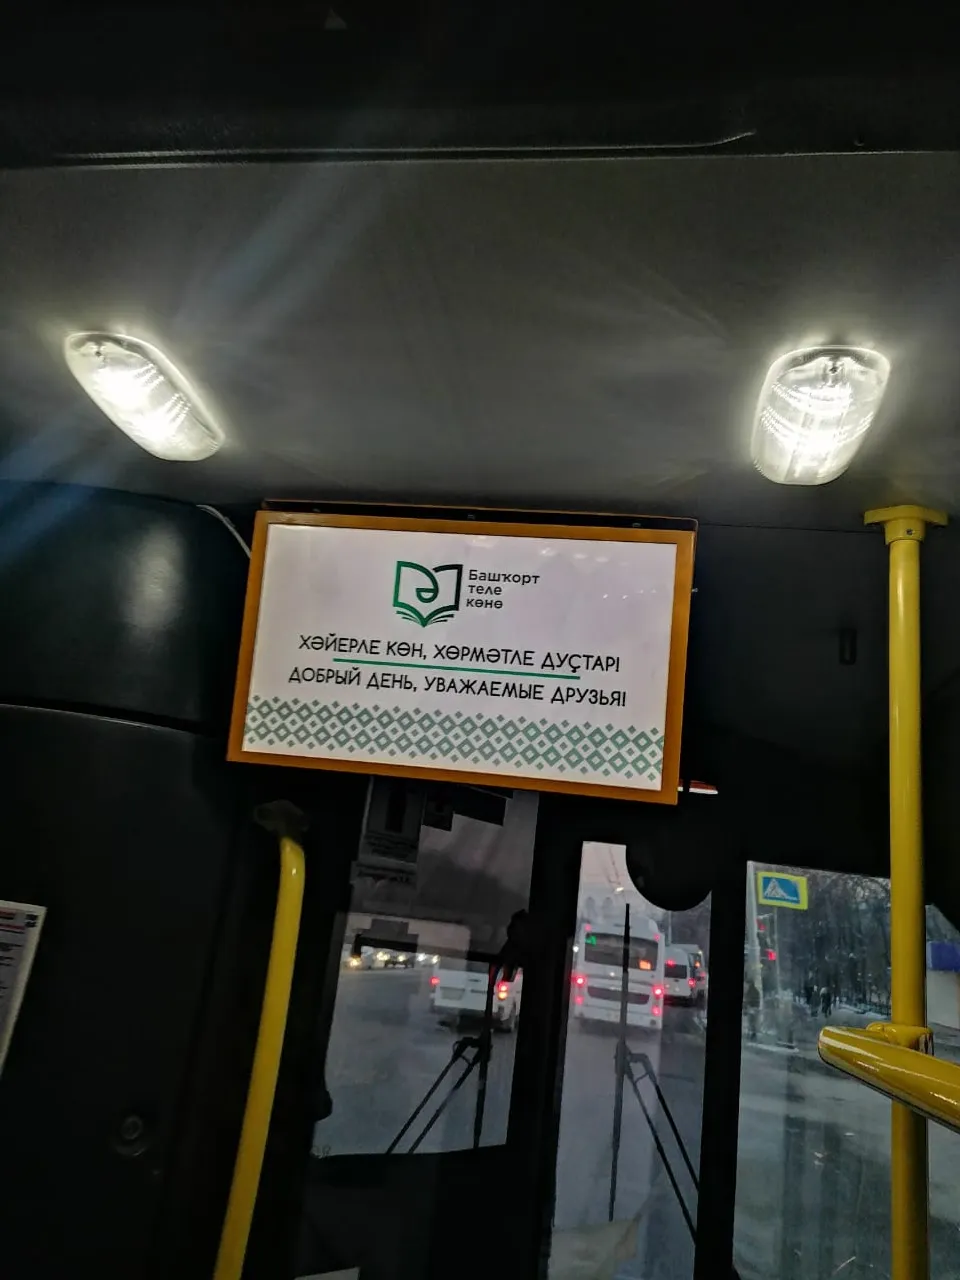 Башҡорт
теле
көнө
ХӘЙЕРЛЕ КӨН, ХӨРМӘТЛЕ ДУҪТАР!
ДОБРЫЙ ДЕНЬ, УВАЖАЕМЫЕ ДРУЗЬЯ!